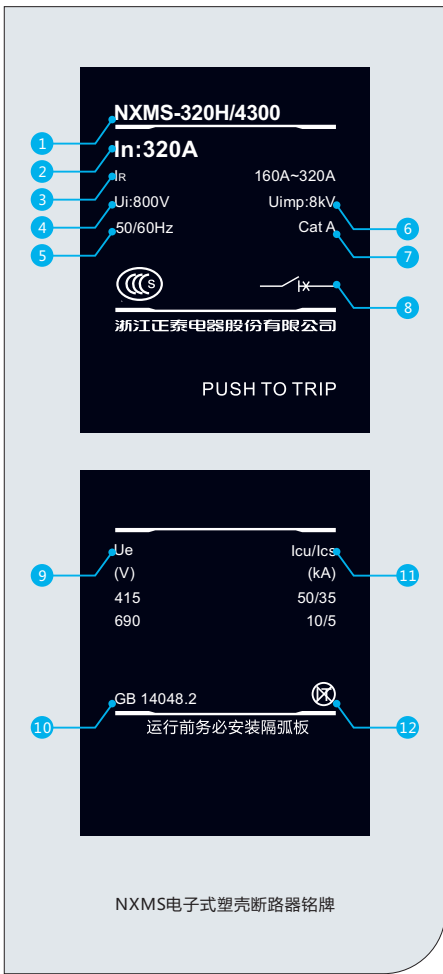 1
NXMS-320H/4300
2
In:320A
3
IR 160A~320A
4
Ui:800V Uimp:8kV
6
5
50/60Hz Cat A
7
S
8
浙江正泰电器股份有限公司
PUSH TO TRIP
9
Ue Icu/Ics
11
(V) (kA)
415 50/35
690 10/5
10
GB 14048.2
12
运行前务必安装隔弧板
NXMS电子式塑壳断路器铭牌